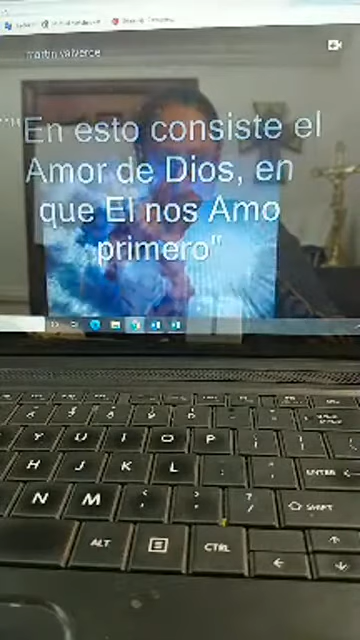 martin valverde
"En esto consiste el
Amor de Dios, en
que El nos Amo
primero"
Y U I O P
H J K L ENTER
N M SHIFT
ALT CTRL